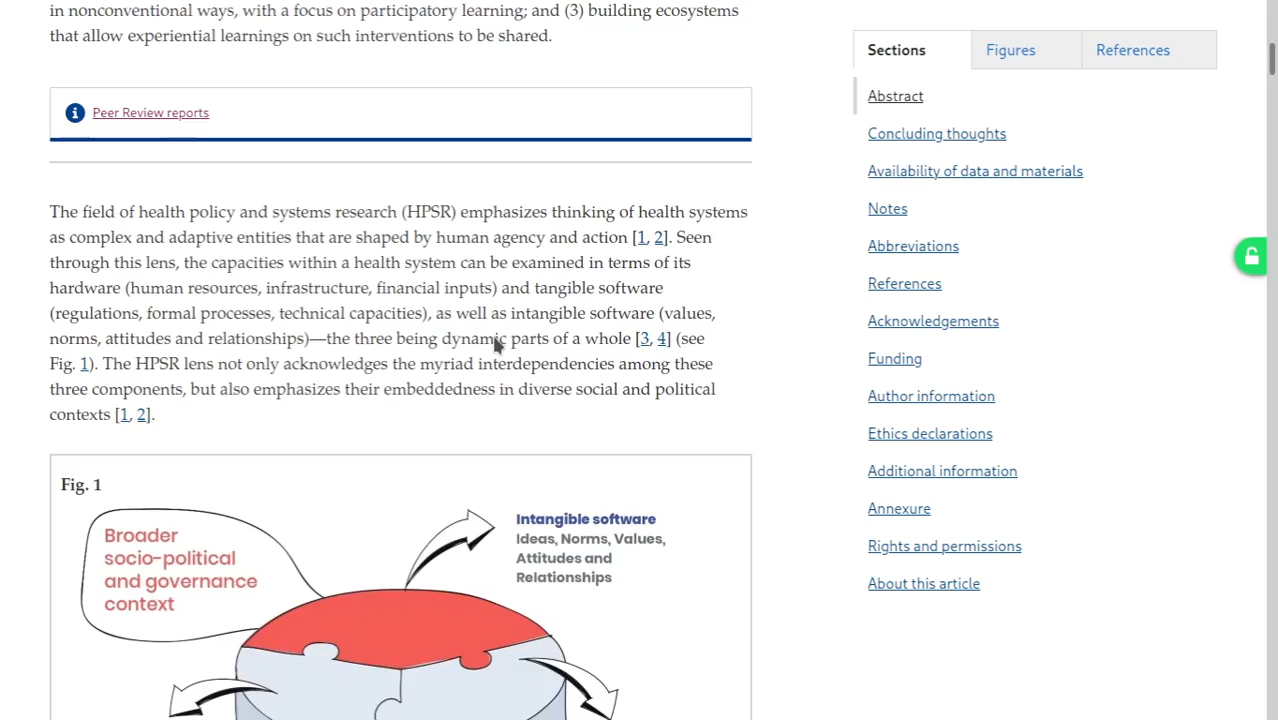 in nonconventional ways, with a focus on participatory learning; and (3) building ecosystems
that allow experiential learnings on such interventions to be shared.
Peer Review reports
The field of health policy and systems research (HPSR) emphasizes thinking of health systems
as complex and adaptive entities that are shaped by human agency and action [1, 2]. Seen
through this lens, the capacities within a health system can be examined in terms of its
hardware (human resources, infrastructure, financial inputs) and tangible software
(regulations, formal processes, technical capacities), as well as intangible software (values,
norms, attitudes and relationships)—the three being dynamic parts of a whole [3, 4] (see
Fig. 1). The HPSR lens not only acknowledges the myriad interdependencies among these
three components, but also emphasizes their embeddedness in diverse social and political
contexts [1, 2].
Fig. 1
Broader
socio-political
and governance
context
Intangible software
Ideas, Norms, Values,
Attitudes and
Relationships
Sections
Figures
References
Abstract
Concluding thoughts
Availability of data and materials
Notes
Abbreviations
References
Acknowledgements
Funding
Author information
Ethics declarations
Additional information
Annexure
Rights and permissions
About this article